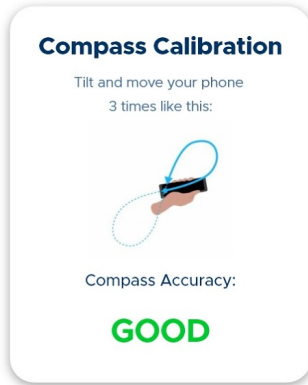 Compass Calibration
Tilt and move your phone
3 times like this:
Compass Accuracy:
GOOD